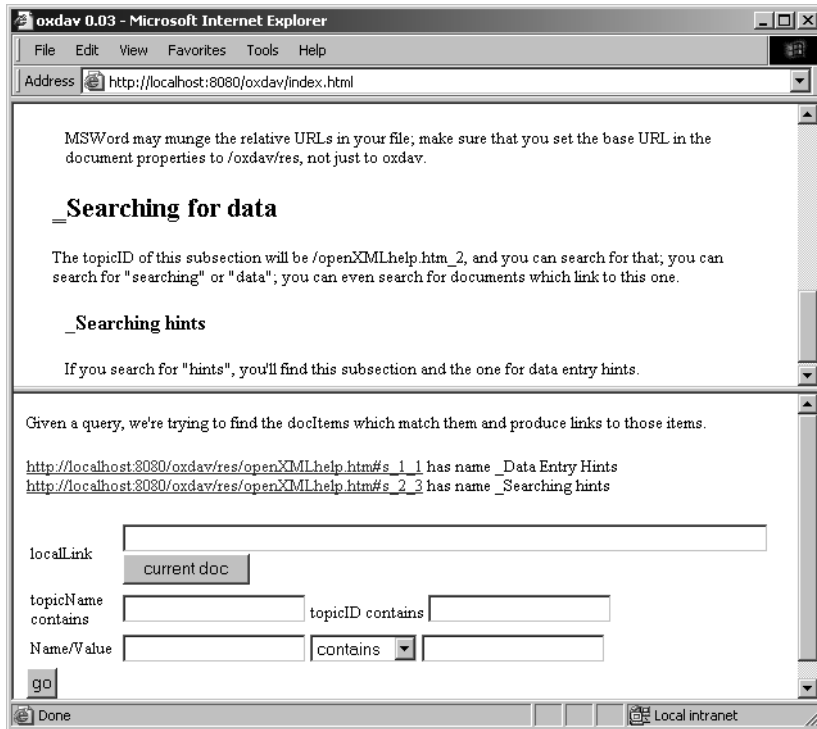 oxdav 0.03 - Microsoft Internet Explorer
File Edit View Favorites Tools Help
Address http://localhost:8080/oxdav/index.html
MSWord may munge the relative URLs in your file; make sure that you set the base URL in the
document properties to /oxdav/res, not just to oxdav.
_Searching for data
The topicID of this subsection will be /openXMLhelp.htm_2, and you can search for that; you can
search for "searching" or "data"; you can even search for documents which link to this one.
_Searching hints
If you search for "hints", you'll find this subsection and the one for data entry hints.
Given a query, we're trying to find the docItems which match them and produce links to those items.
http://localhost:8080/oxdav/res/openXMLhelp.htm#s_1_1 has name _Data Entry Hints
http://localhost:8080/oxdav/res/openXMLhelp.htm#s_2_3 has name _Searching hints
localLink
current doc
topicName
contains
topicID contains
Name/Value contains
go
Done Local intranet